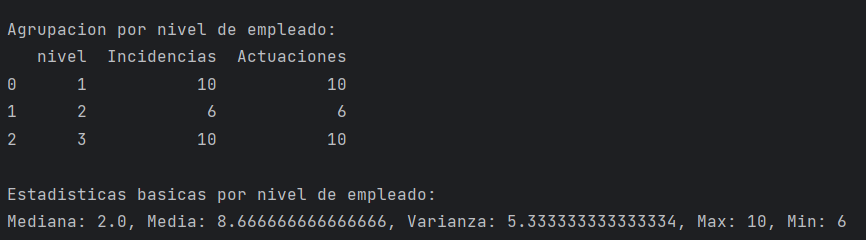 Agrupacion por nivel de empleado:
   nivel  Incidencias  Actuaciones
0      1           10           10
1      2            6            6
2      3           10           10
Estadisticas basicas por nivel de empleado:
Mediana: 2.0, Media: 8.666666666666666, Varianza: 5.333333333333334, Max: 10, Min: 6